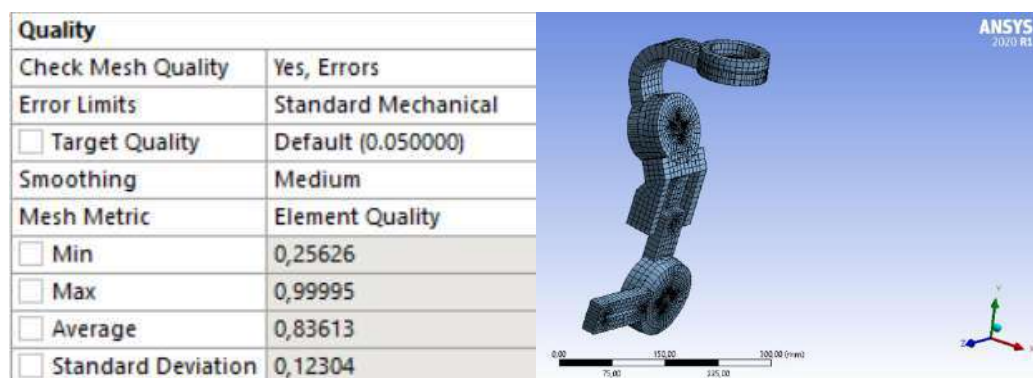 Quality
Check Mesh Quality Yes, Errors
Error Limits Standard Mechanical
Target Quality Default (0.050000)
Smoothing Medium
Mesh Metric Element Quality
Min 0,25626
Max 0,99995
Average 0,83613
Standard Deviation 0,12304
ANSYS
2020 R1
0,00 150,00 300,00 (mm)
75,00 225,00
Y
Z X